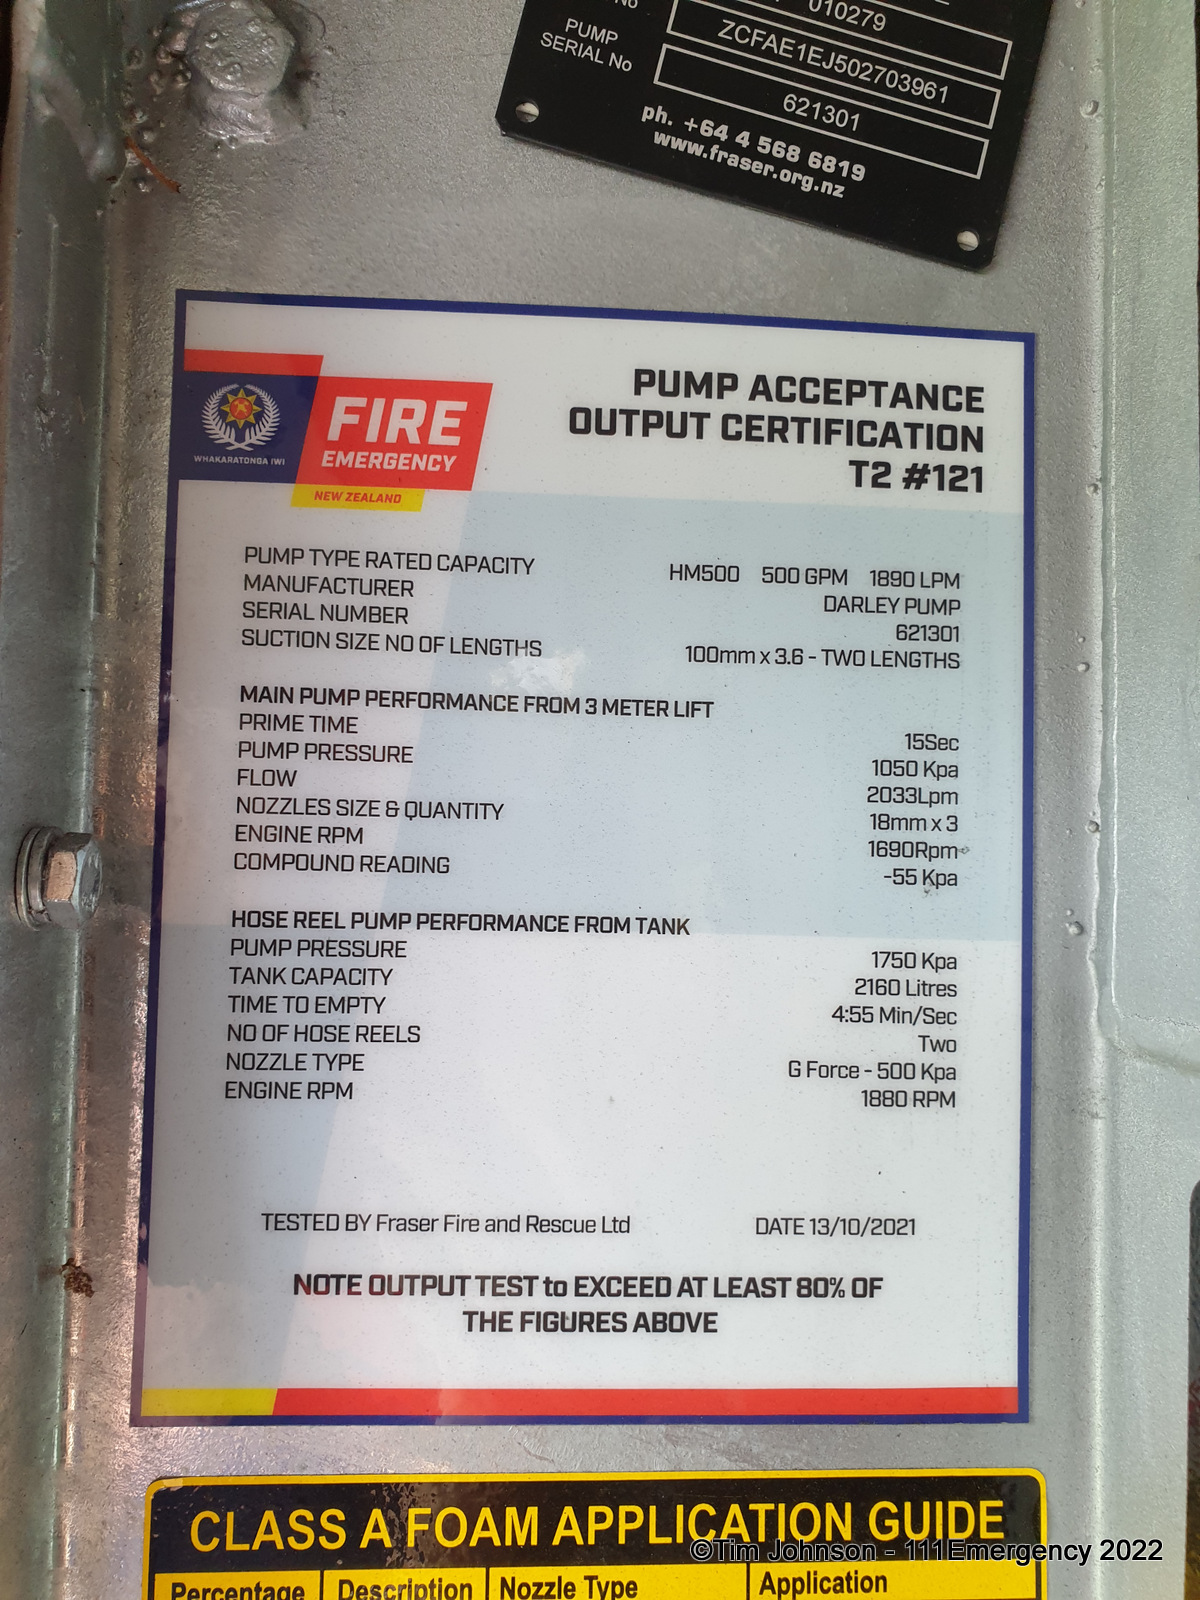 No
010279
ZCFAE1EJ502703961
PUMP
SERIAL No
621301
ph. +64 4 568 6819
www.fraser.org.nz
WHAKARATONGA IWI
FIRE
EMERGENCY
NEW ZEALAND
PUMP ACCEPTANCE
OUTPUT CERTIFICATION
T2 #121
PUMP TYPE RATED CAPACITY HM500 500 GPM 1890 LPM
MANUFACTURER DARLEY PUMP
SERIAL NUMBER 621301
SUCTION SIZE NO OF LENGTHS 100mm x 3.6 - TWO LENGTHS
MAIN PUMP PERFORMANCE FROM 3 METER LIFT
PRIME TIME 15Sec
PUMP PRESSURE 1050 Kpa
FLOW 2033Lpm
NOZZLES SIZE & QUANTITY 18mm x 3
ENGINE RPM 1690Rpm
COMPOUND READING -55 Kpa
HOSE REEL PUMP PERFORMANCE FROM TANK
PUMP PRESSURE 1750 Kpa
TANK CAPACITY 2160 Litres
TIME TO EMPTY 4:55 Min/Sec
NO OF HOSE REELS Two
NOZZLE TYPE G Force - 500 Kpa
ENGINE RPM 1880 RPM
TESTED BY Fraser Fire and Rescue Ltd DATE 13/10/2021
NOTE OUTPUT TEST to EXCEED AT LEAST 80% OF
THE FIGURES ABOVE
CLASS A FOAM APPLICATION GUIDE
©Tim Johnson - 111Emergency 2022
Percentage Description Nozzle Type Application